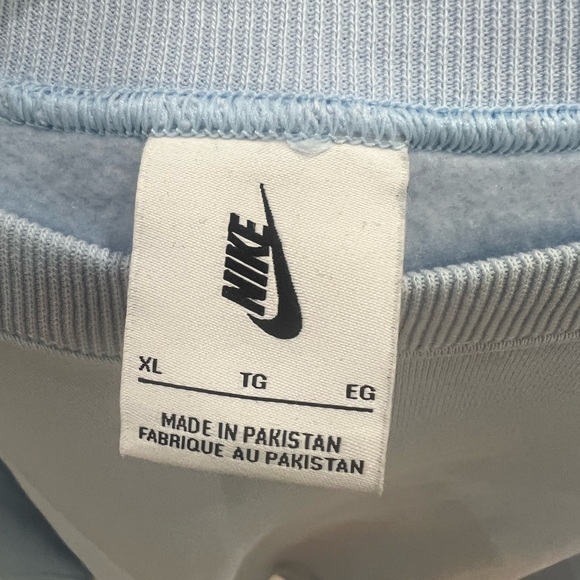 NIKE
XL TG EG
MADE IN PAKISTAN
FABRIQUE AU PAKISTAN